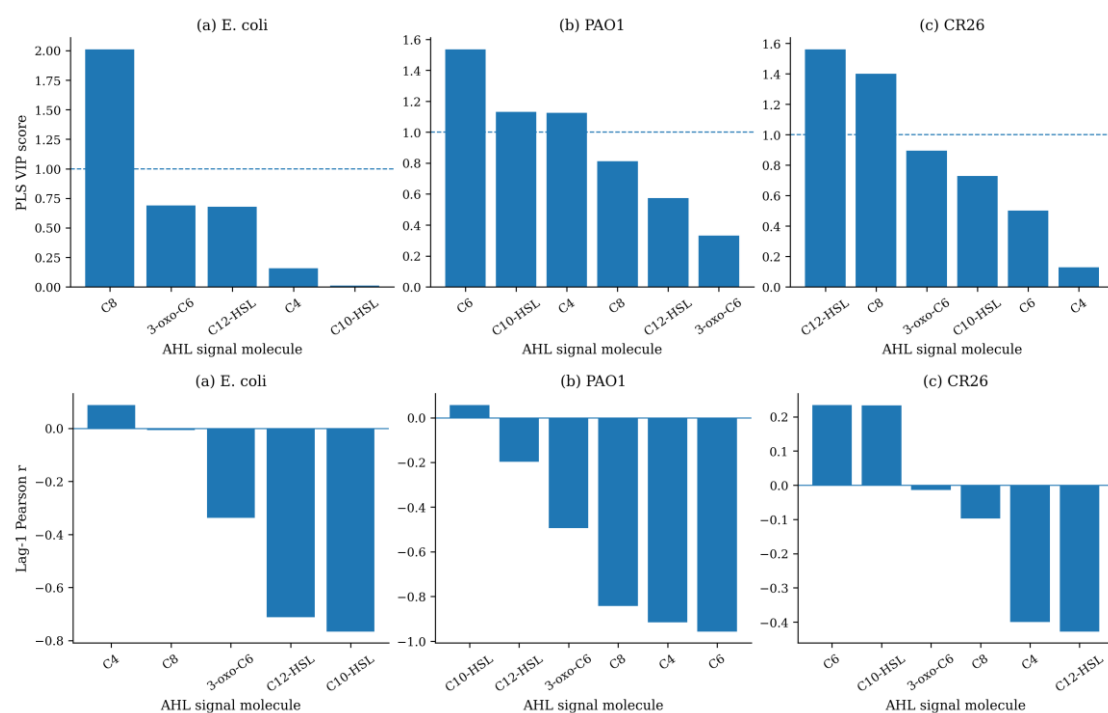 (a) E. coli
(b) PAO1
(c) CR26
PLS VIP score
2.00
1.75
1.50
1.25
1.00
0.75
0.50
0.25
0.00
1.6
1.4
1.2
1.0
0.8
0.6
0.4
0.2
0.0
1.6
1.4
1.2
1.0
0.8
0.6
0.4
0.2
0.0
C8
3-oxo-C6
C12-HSL
C4
C10-HSL
C6
C10-HSL
C4
C8
C12-HSL
3-oxo-C6
C12-HSL
C8
3-oxo-C6
C10-HSL
C6
C4
AHL signal molecule
AHL signal molecule
AHL signal molecule
(a) E. coli
(b) PAO1
(c) CR26
Lag-1 Pearson r
0.0
−0.2
−0.4
−0.6
−0.8
0.0
−0.2
−0.4
−0.6
−0.8
−1.0
0.2
0.1
0.0
−0.1
−0.2
−0.3
−0.4
C4
C8
3-oxo-C6
C12-HSL
C10-HSL
C10-HSL
C12-HSL
3-oxo-C6
C8
C4
C6
C6
C10-HSL
3-oxo-C6
C8
C4
C12-HSL
AHL signal molecule
AHL signal molecule
AHL signal molecule